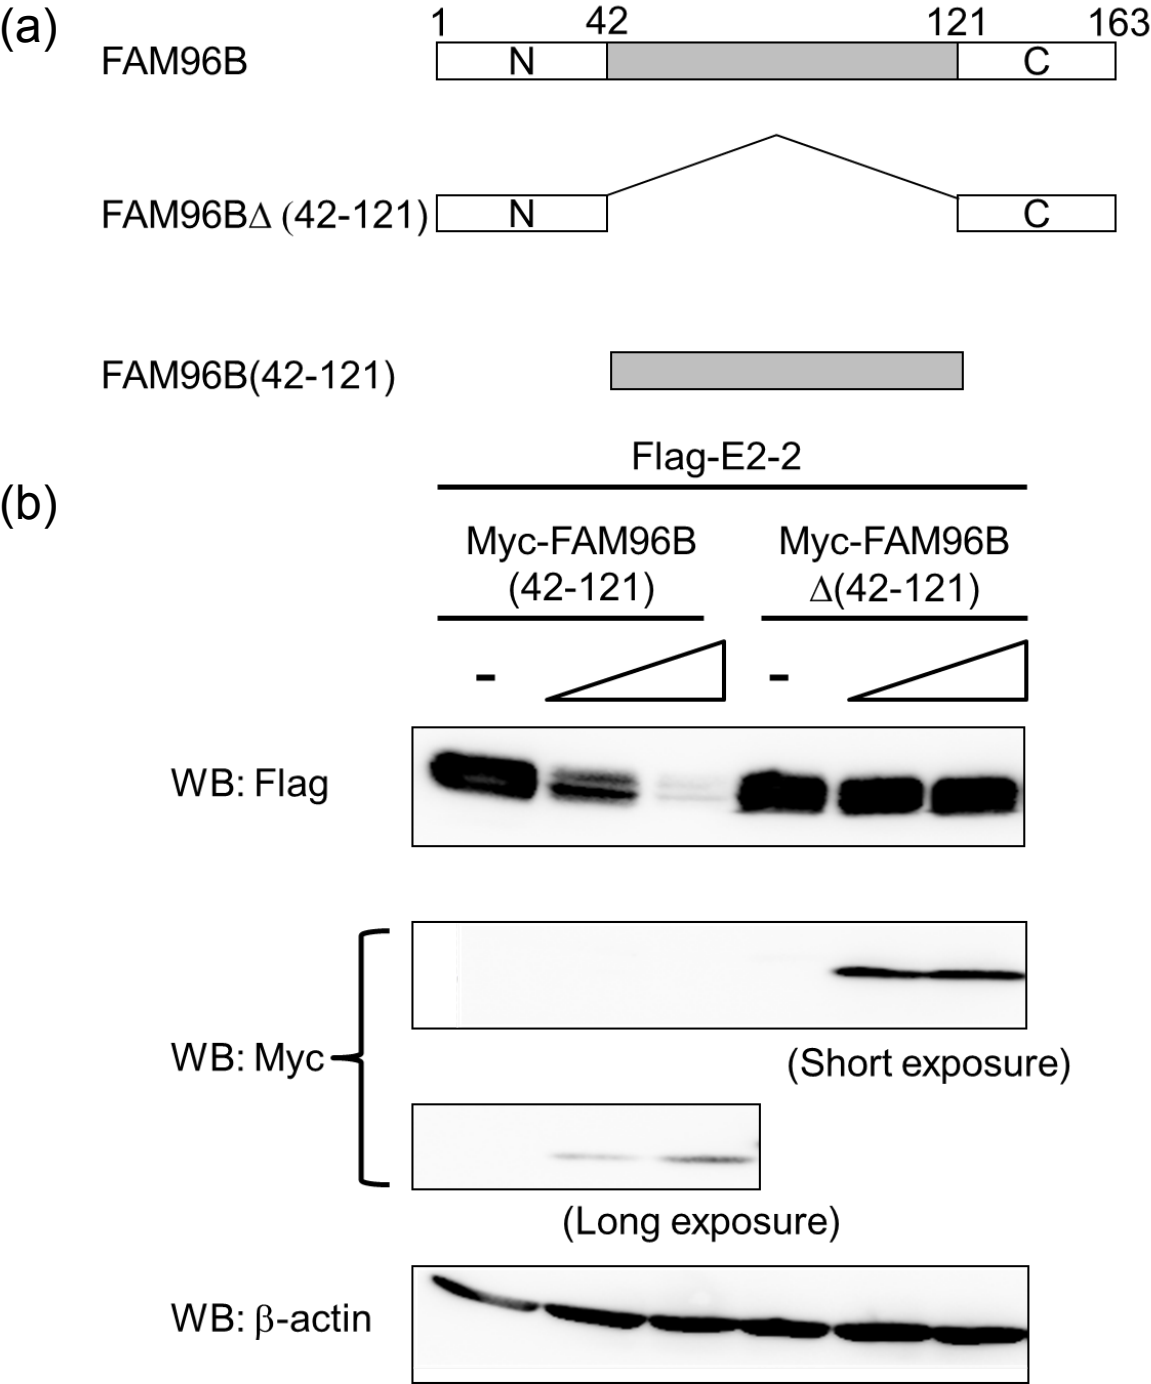 (a)
1 42 121 163
FAM96B N C
FAM96BΔ (42-121) N C
FAM96B(42-121)
Flag-E2-2
(b)
Myc-FAM96B Myc-FAM96B
(42-121) Δ(42-121)
- -
WB: Flag
WB: Myc
(Short exposure)
(Long exposure)
WB: β-actin